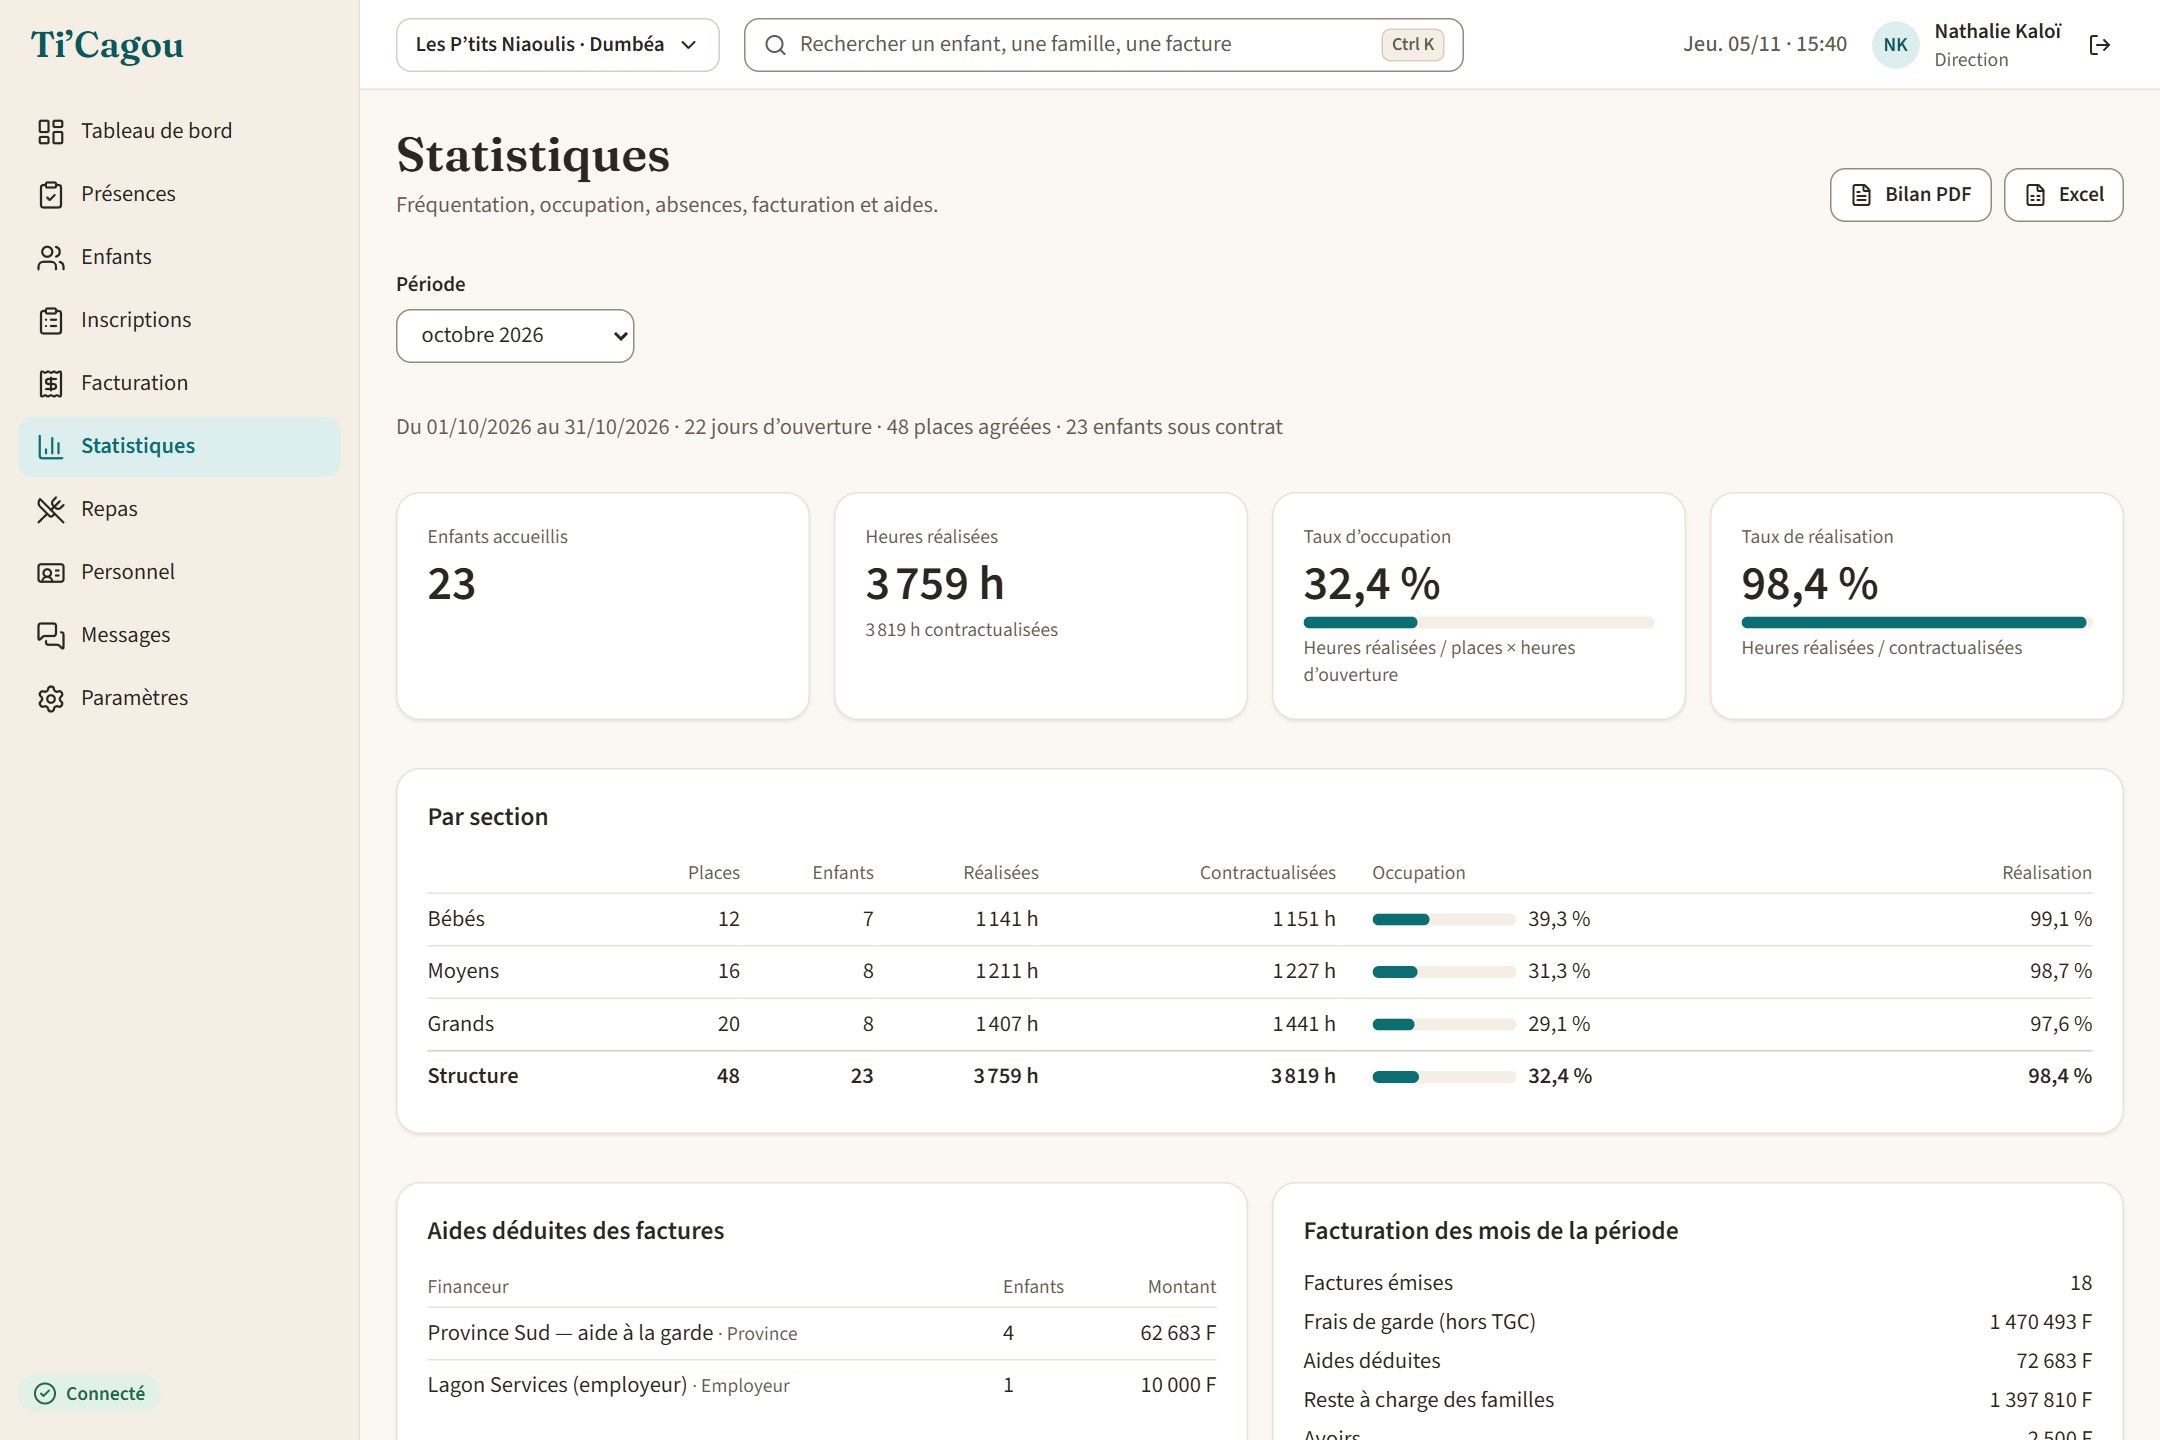 Ti’Cagou
Les P’tits Niaoulis · Dumbéa
Rechercher un enfant, une famille, une facture
Ctrl K
Jeu. 05/11 · 15:40
NK
Nathalie Kaloï
Direction
Tableau de bord
Présences
Enfants
Inscriptions
Facturation
Statistiques
Repas
Personnel
Messages
Paramètres
Connecté
Statistiques
Fréquentation, occupation, absences, facturation et aides.
Bilan PDF
Excel
Période
octobre 2026
Du 01/10/2026 au 31/10/2026 · 22 jours d’ouverture · 48 places agréées · 23 enfants sous contrat
Enfants accueillis
23
Heures réalisées
3 759 h
3 819 h contractualisées
Taux d’occupation
32,4 %
Heures réalisées / places × heures
d’ouverture
Taux de réalisation
98,4 %
Heures réalisées / contractualisées
Par section
Places Enfants Réalisées Contractualisées Occupation Réalisation
Bébés 12 7 1 141 h 1 151 h 39,3 % 99,1 %
Moyens 16 8 1 211 h 1 227 h 31,3 % 98,7 %
Grands 20 8 1 407 h 1 441 h 29,1 % 97,6 %
Structure 48 23 3 759 h 3 819 h 32,4 % 98,4 %
Aides déduites des factures
Financeur Enfants Montant
Province Sud — aide à la garde · Province 4 62 683 F
Lagon Services (employeur) · Employeur 1 10 000 F
Facturation des mois de la période
Factures émises 18
Frais de garde (hors TGC) 1 470 493 F
Aides déduites 72 683 F
Reste à charge des familles 1 397 810 F
Avoirs 2 500 F